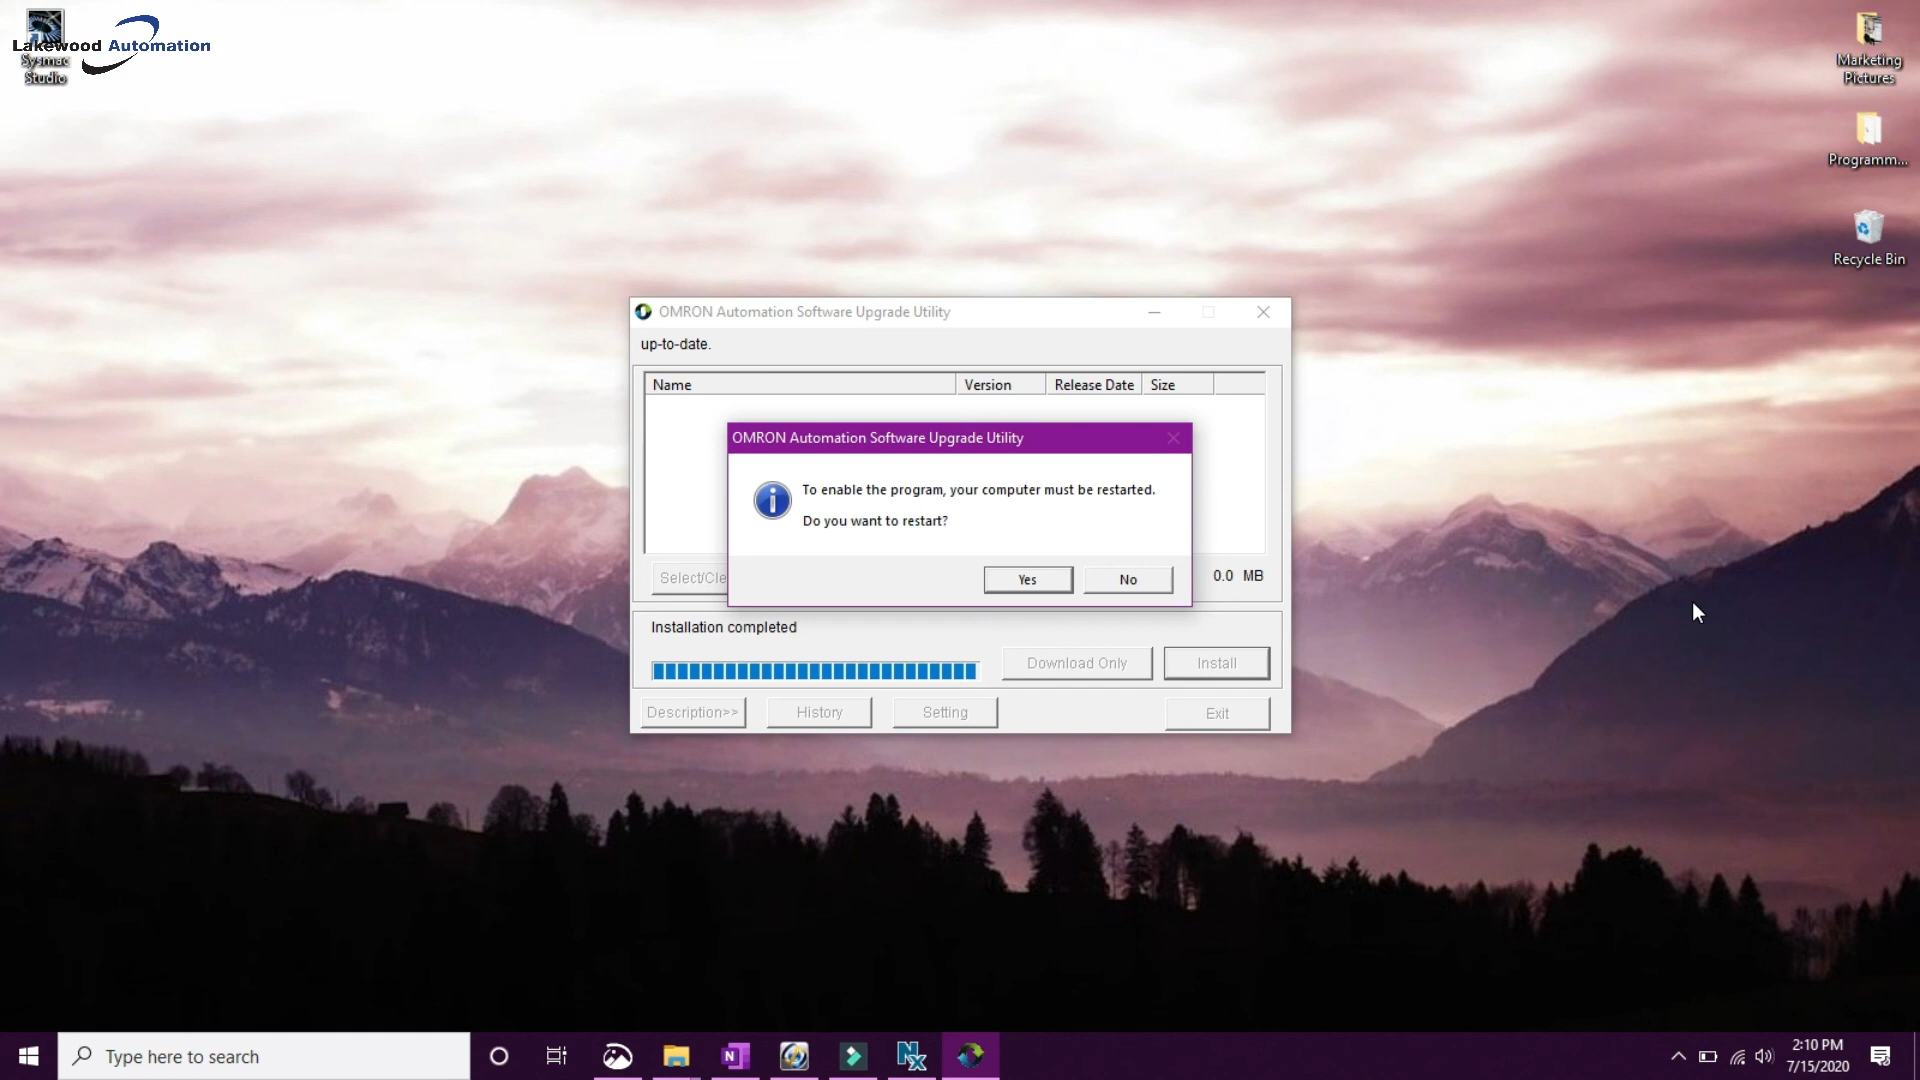 Lakewood Automation
Sysmac
Studio
Marketing
Pictures
Programm...
Recycle Bin
OMRON Automation Software Upgrade Utility
up-to-date.
Name Version Release Date Size
OMRON Automation Software Upgrade Utility
To enable the program, your computer must be restarted.
Do you want to restart?
Yes No
Select/Cle
0.0 MB
Installation completed
Download Only Install
Description>> History Setting Exit
Type here to search
N
NX
2:10 PM
7/15/2020